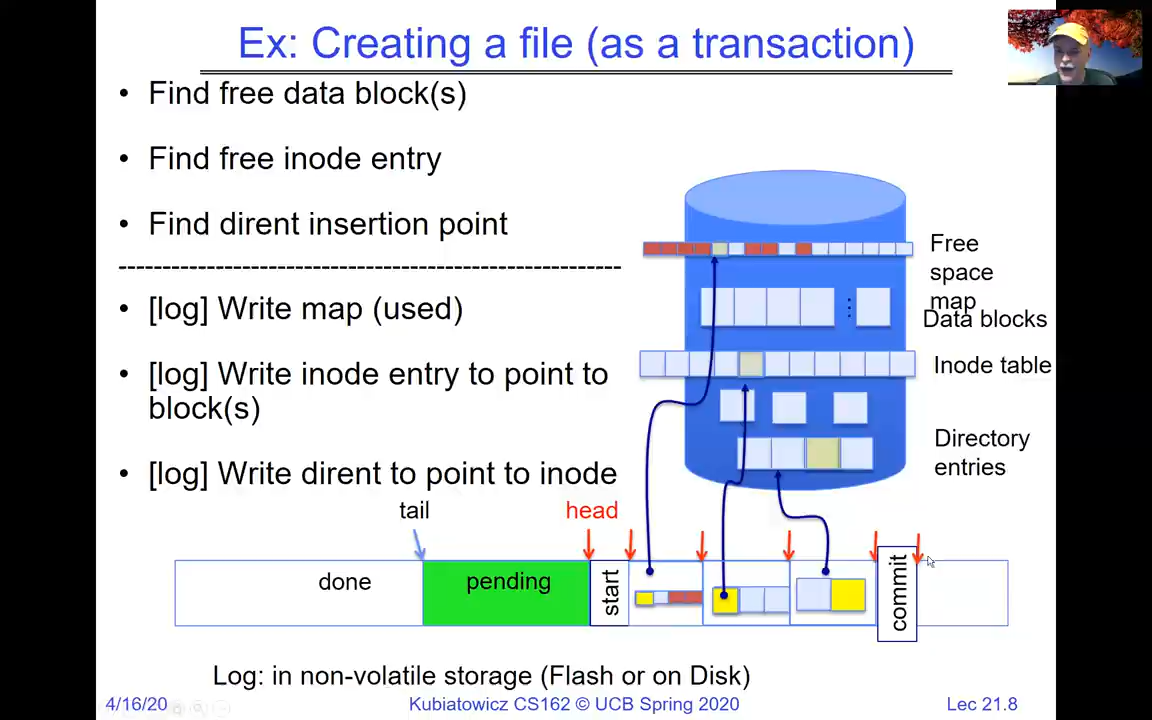 Ex: Creating a file (as a transaction)
• Find free data block(s)
• Find free inode entry
• Find dirent insertion point
-----------------------------------------------------------
• [log] Write map (used)
• [log] Write inode entry to point to
block(s)
• [log] Write dirent to point to inode
Free
space
map
Data blocks
Inode table
Directory
entries
tail
head
done
pending
start
commit
Log: in non-volatile storage (Flash or on Disk)
4/16/20
Kubiatowicz CS162 © UCB Spring 2020
Lec 21.8